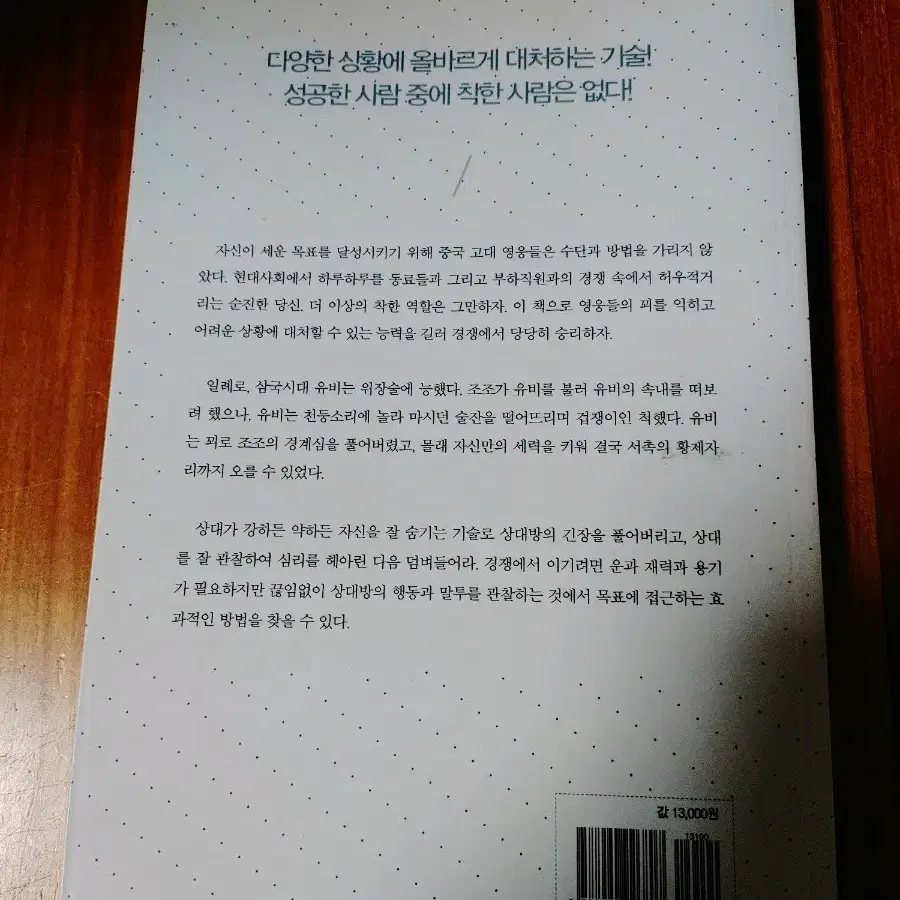 다양한 상황에 올바르게 대처하는 기술!
성공한 사람 중에 착한 사람은 없다!
자신이 세운 목표를 달성시키기 위해 중국 고대 영웅들은 수단과 방법을 가리지 않
았다. 현대사회에서 하루하루를 동료들과 그리고 부하직원과의 경쟁 속에서 허우적거
리는 순진한 당신. 더 이상의 착한 역할은 그만하자. 이 책으로 영웅들의 꾀를 익히고
어려운 상황에 대처할 수 있는 능력을 길러 경쟁에서 당당히 승리하자.
일례로, 삼국시대 유비는 위장술에 능했다. 조조가 유비를 불러 유비의 속내를 떠보
려 했으나, 유비는 천둥소리에 놀라 마시던 술잔을 떨어뜨리며 겁쟁이인 척했다. 유비
는 꾀로 조조의 경계심을 풀어버렸고, 몰래 자신만의 세력을 키워 결국 서촉의 황제자
리까지 오를 수 있었다.
상대가 강하든 약하든 자신을 잘 숨기는 기술로 상대방의 긴장을 풀어버리고, 상대
를 잘 관찰하여 심리를 헤아린 다음 덤벼들어라. 경쟁에서 이기려면 운과 재력과 용기
가 필요하지만 끊임없이 상대방의 행동과 말투를 관찰하는 것에서 목표에 접근하는 효
과적인 방법을 찾을 수 있다.
값 13,000원